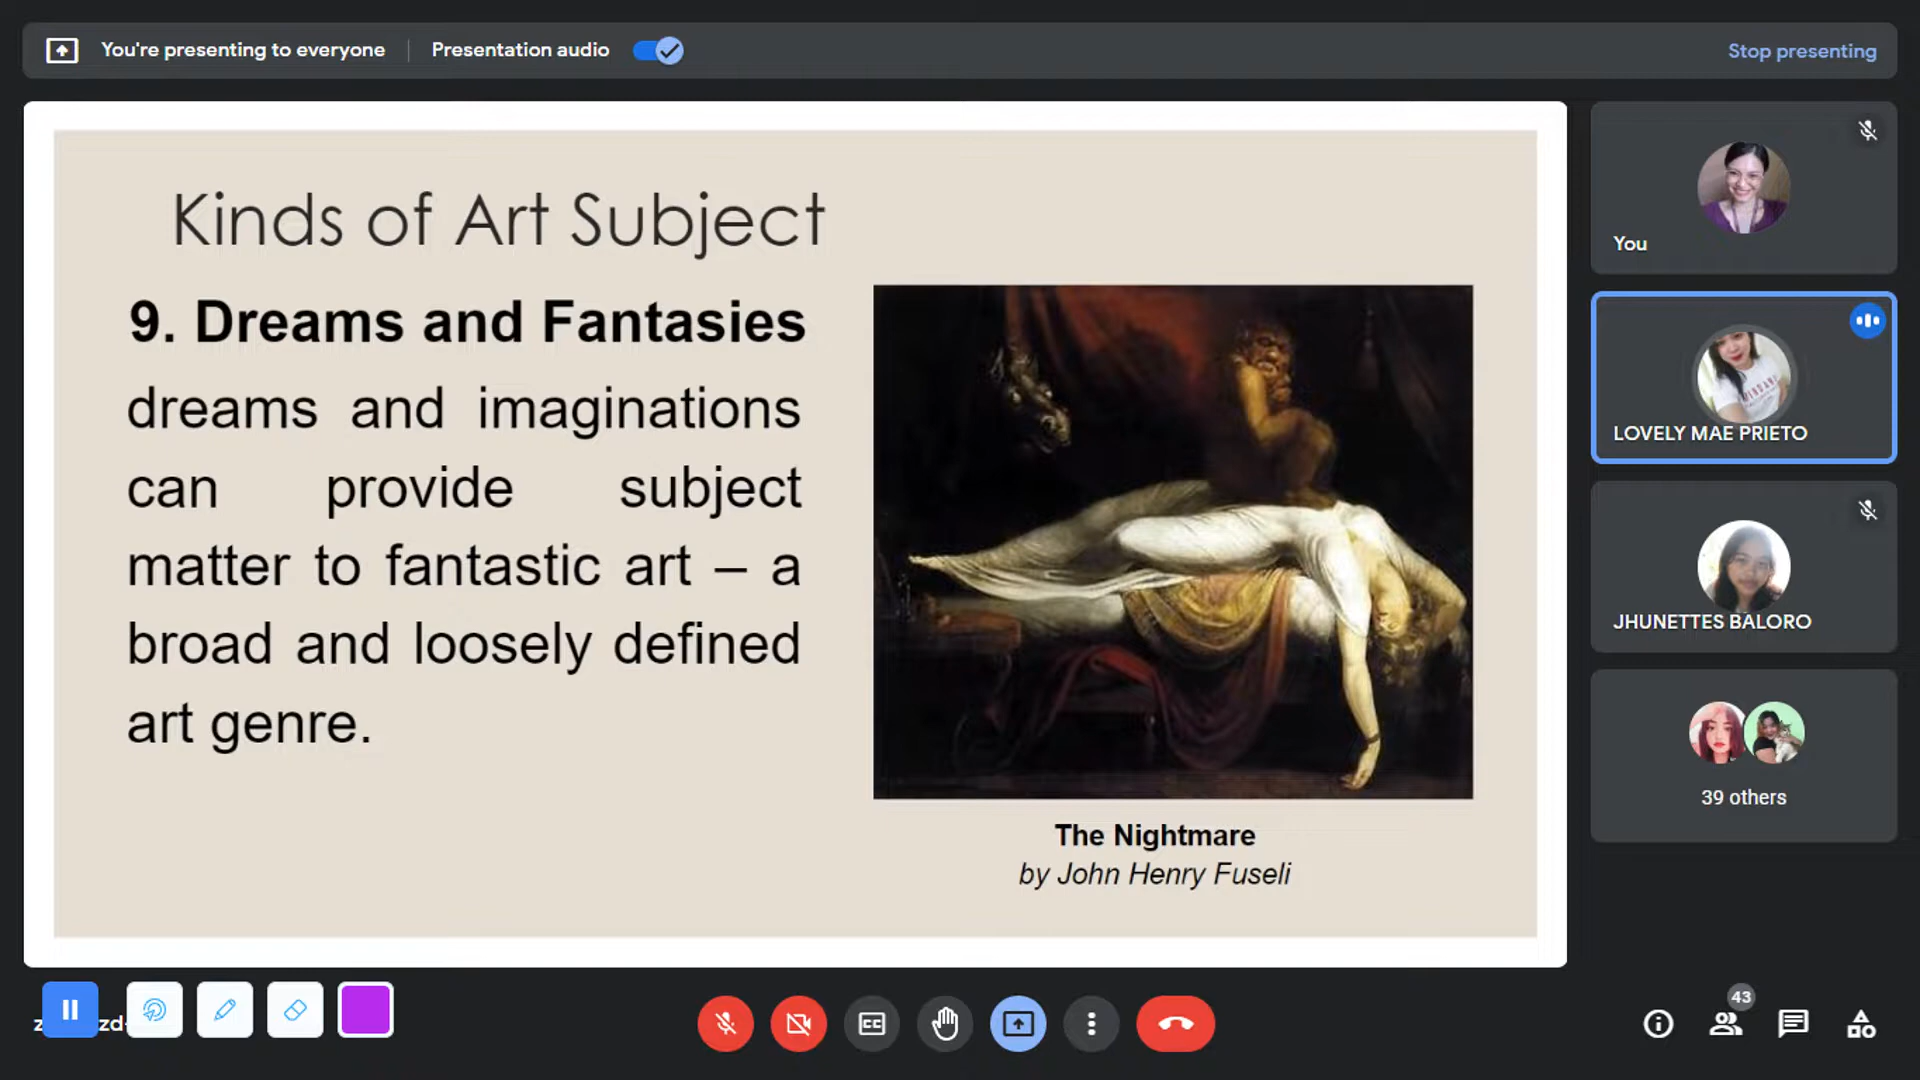 You're presenting to everyone
Presentation audio
Stop presenting
Kinds of Art Subject
9. Dreams and Fantasies
dreams and imaginations
can provide subject
matter to fantastic art – a
broad and loosely defined
art genre.
The Nightmare
by John Henry Fuseli
You
LOVELY MAE PRIETO
JHUNETTES BALORO
39 others
CC
43